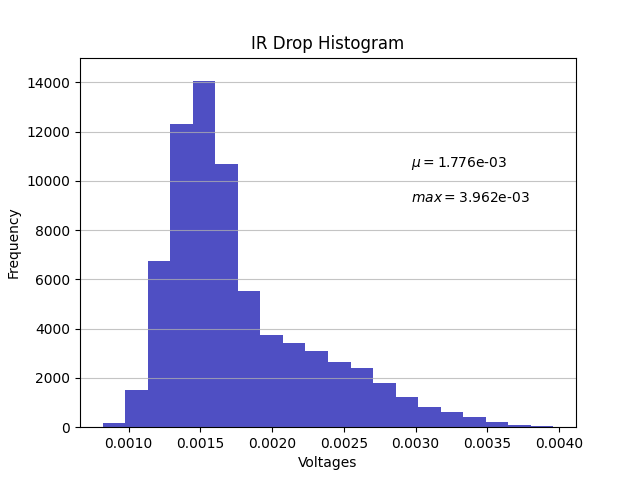 IR Drop Histogram
14000
12000
10000
8000
6000
4000
2000
0
Frequency
μ = 1.776e-03
max = 3.962e-03
0.0010 0.0015 0.0020 0.0025 0.0030 0.0035 0.0040
Voltages